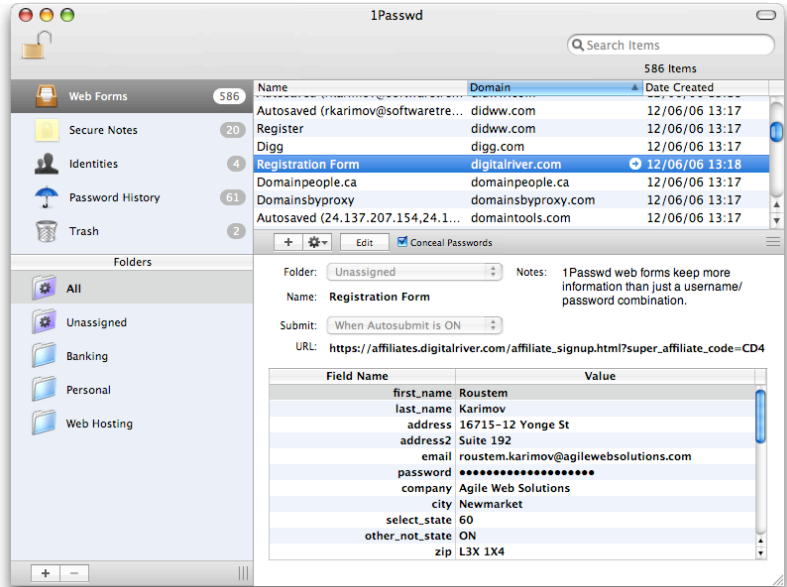 1Passwd
Search Items
586 Items
Web Forms 586
Secure Notes 20
Identities 4
Password History 61
Trash 2
Folders
All
Unassigned
Banking
Personal
Web Hosting
Name Domain Date Created
Autosaved (rkarimov@softwaretre... didww.com 12/06/06 13:17
Register didww.com 12/06/06 13:17
Digg digg.com 12/06/06 13:17
Registration Form digitalriver.com 12/06/06 13:18
Domainpeople.ca domainpeople.ca 12/06/06 13:17
Domainsbyproxy domainsbyproxy.com 12/06/06 13:17
Autosaved (24.137.207.154,24.1... domaintools.com 12/06/06 13:17
Edit Conceal Passwords
Folder: Unassigned
Name: Registration Form
Submit: When Autosubmit is ON
Notes: 1Passwd web forms keep more
information than just a username/
password combination.
URL: https://affiliates.digitalriver.com/affiliate_signup.html?super_affiliate_code=CD4
Field Name Value
first_name Roustem
last_name Karimov
address 16715-12 Yonge St
address2 Suite 192
email roustem.karimov@agilewebsolutions.com
password ••••••••••••••••••••
company Agile Web Solutions
city Newmarket
select_state 60
other_not_state ON
zip L3X 1X4